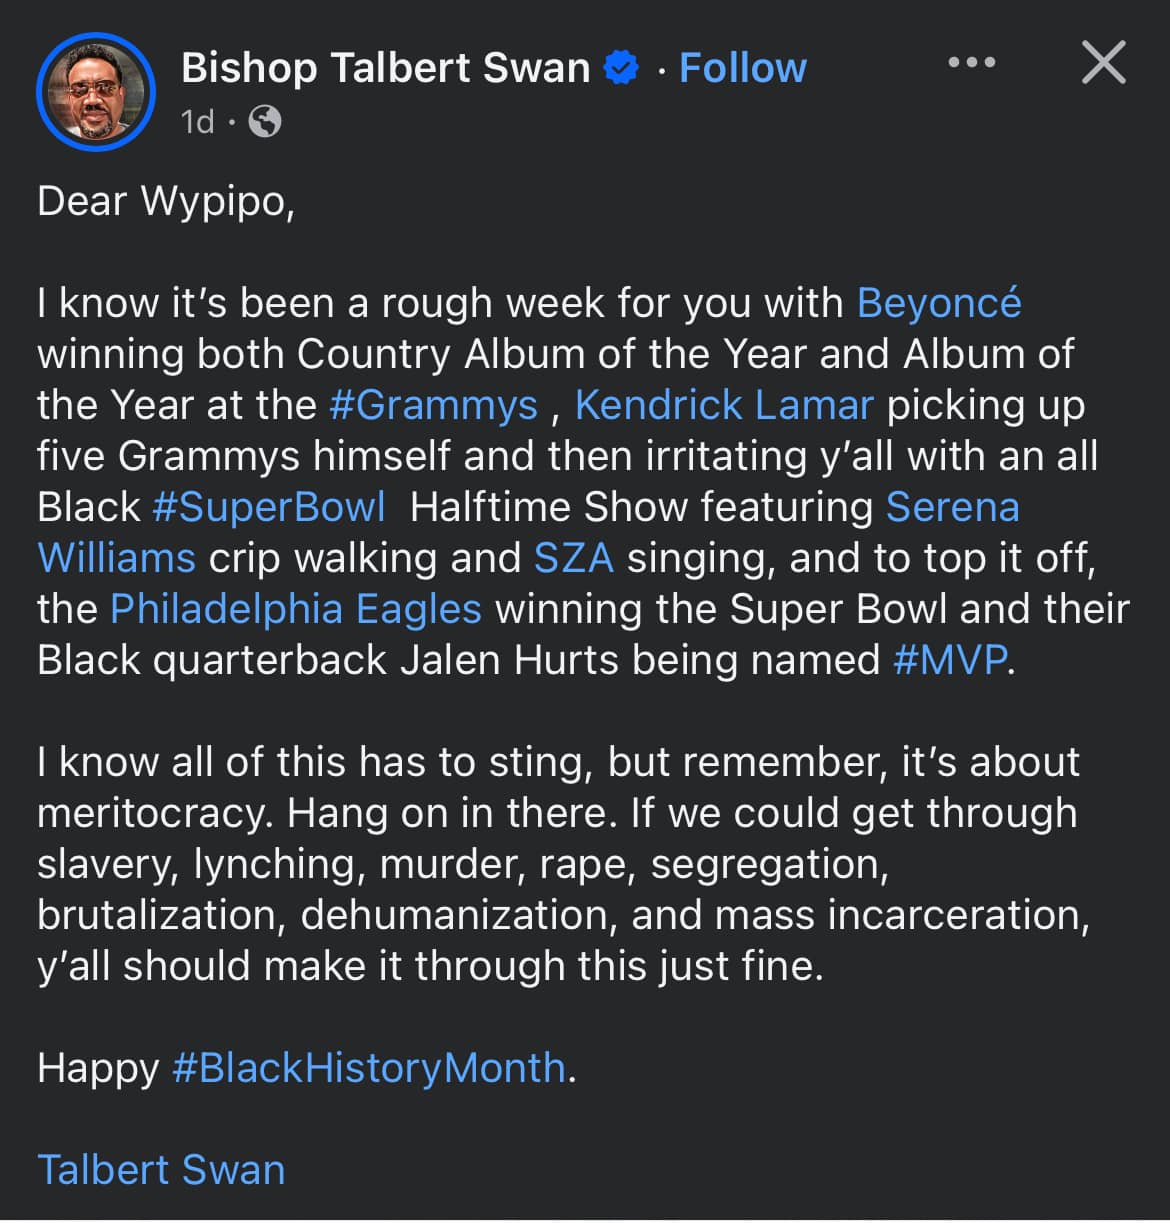 Bishop Talbert Swan · Follow
1d ·
Dear Wypipo,
I know it’s been a rough week for you with Beyoncé
winning both Country Album of the Year and Album of
the Year at the #Grammys , Kendrick Lamar picking up
five Grammys himself and then irritating y’all with an all
Black #SuperBowl  Halftime Show featuring Serena
Williams crip walking and SZA singing, and to top it off,
the Philadelphia Eagles winning the Super Bowl and their
Black quarterback Jalen Hurts being named #MVP.
I know all of this has to sting, but remember, it’s about
meritocracy. Hang on in there. If we could get through
slavery, lynching, murder, rape, segregation,
brutalization, dehumanization, and mass incarceration,
y’all should make it through this just fine.
Happy #BlackHistoryMonth.
Talbert Swan